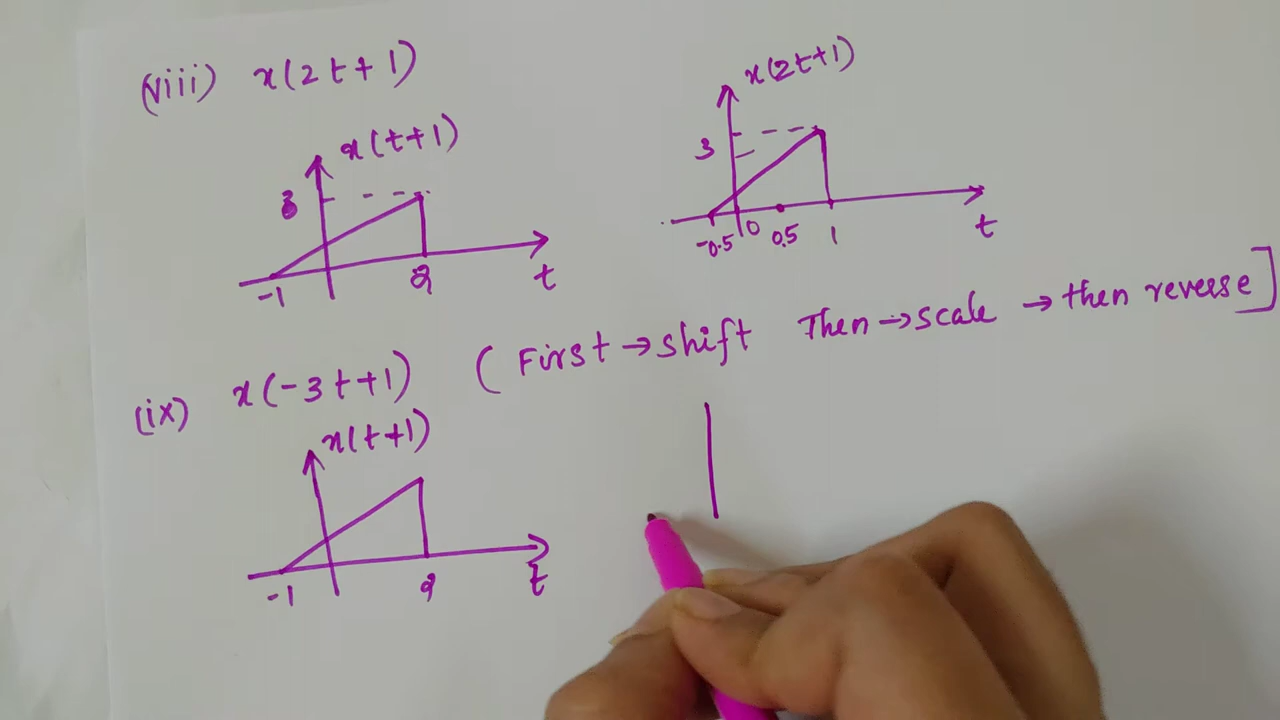 (viii) x(2t+1)
x(t+1)
3
-1 2 t
x(2t+1)
3
-0.5 0 0.5 1 t
(ix) x(-3t+1) (First → shift Then → scale → then reverse]
x(t+1)
-1 2 t